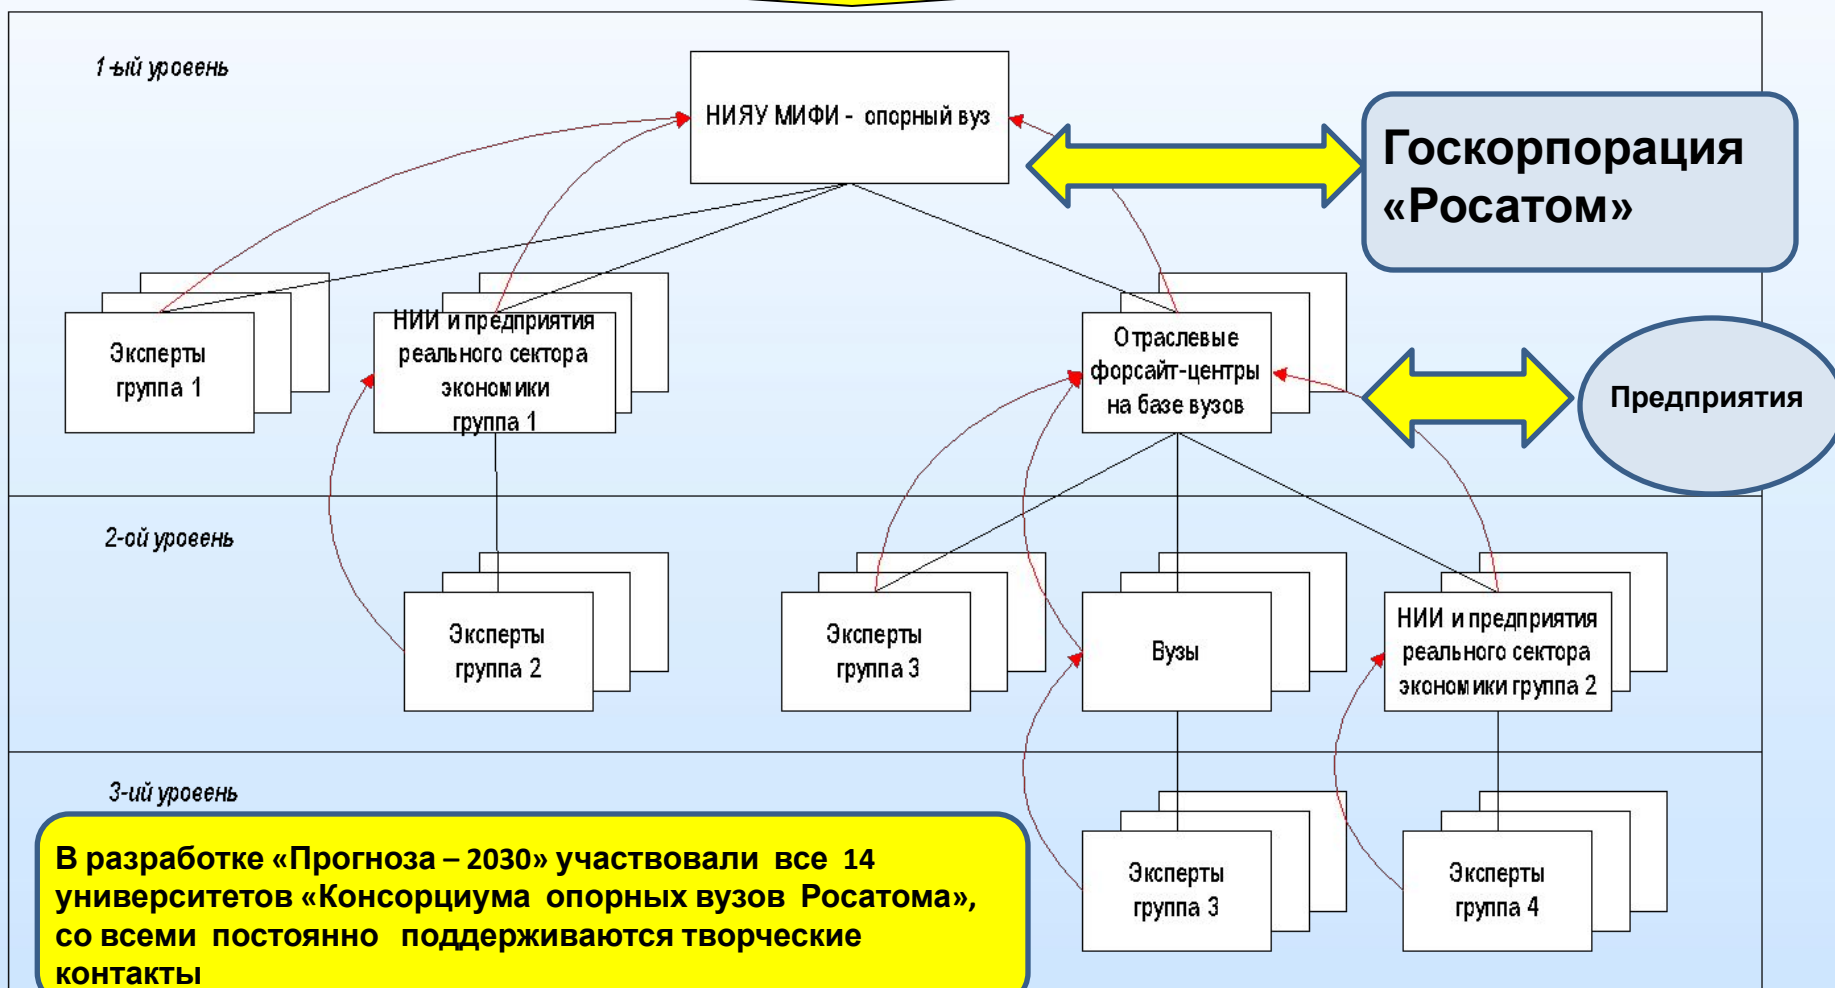 1-ый уровень
НИЯУ МИФИ - опорный вуз
Госкорпорация
«Росатом»
Эксперты
группа 1
НИИ и предприятия
реального сектора
экономики
группа 1
Отраслевые
форсайт-центры
на базе вузов
Предприятия
2-ой уровень
Эксперты
группа 2
Эксперты
группа 3
Вузы
НИИ и предприятия
реального сектора
экономики группа 2
3-ий уровень
В разработке «Прогноза – 2030» участвовали все 14
университетов «Консорциума опорных вузов Росатома»,
со всеми постоянно поддерживаются творческие
контакты
Эксперты
группа 3
Эксперты
группа 4